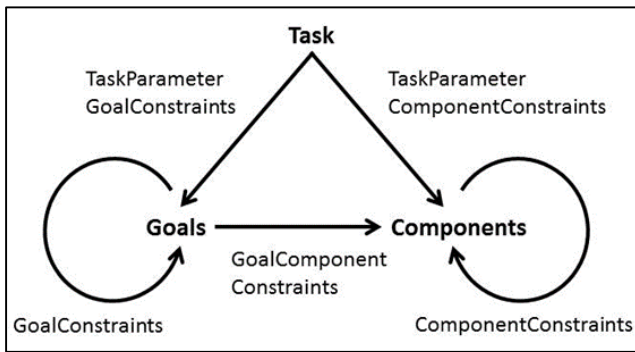 Task
TaskParameter
GoalConstraints
TaskParameter
ComponentConstraints
Goals
Components
GoalComponent
Constraints
GoalConstraints
ComponentConstraints